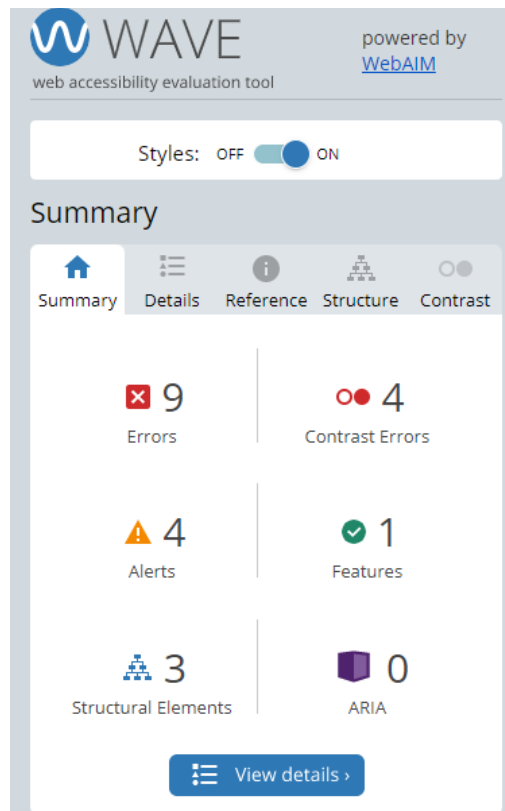 WAVE
powered by
WebAIM
web accessibility evaluation tool
Styles: OFF ON
Summary
Summary Details Reference Structure Contrast
9 4
Errors Contrast Errors
4 1
Alerts Features
3 0
Structural Elements ARIA
View details ›